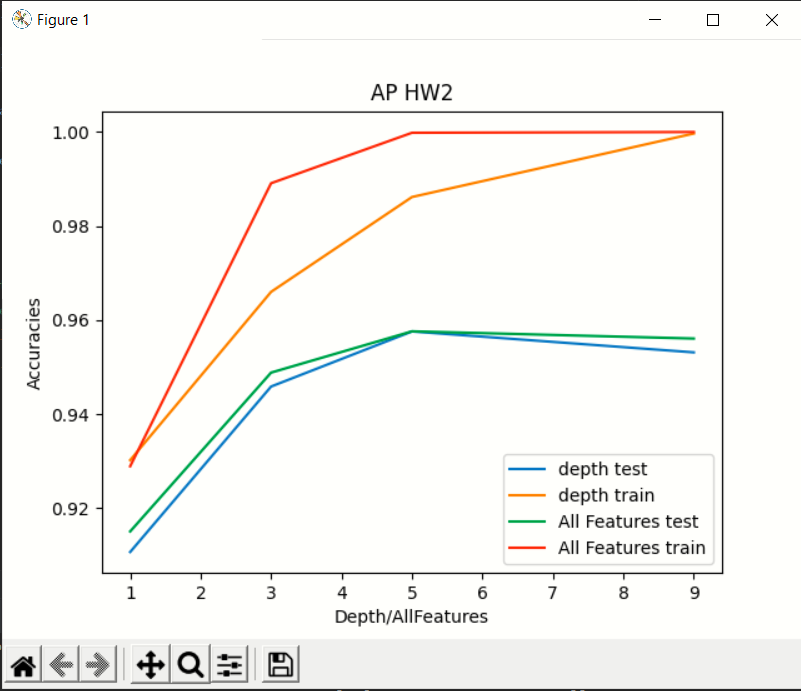 Figure 1
AP HW2
1.00
0.98
0.96
0.94
0.92
Accuracies
depth test
depth train
All Features test
All Features train
1 2 3 4 5 6 7 8 9
Depth/AllFeatures